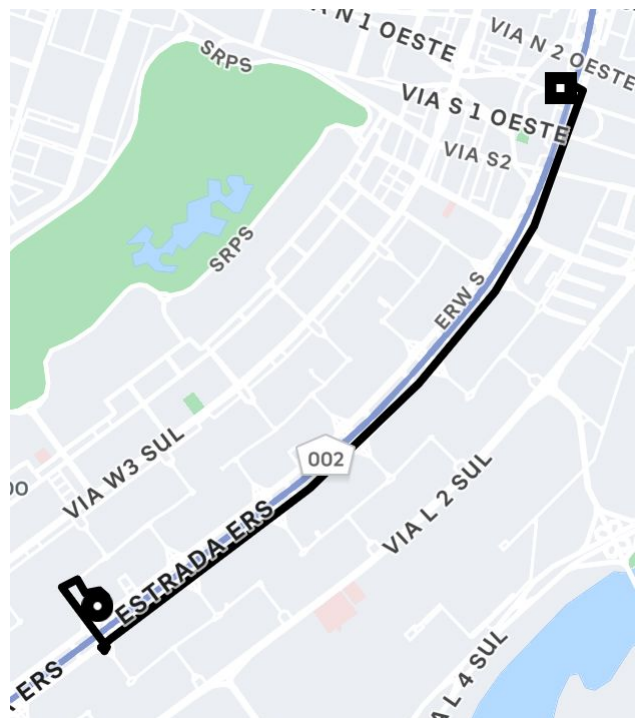 A N 1 OESTE
VIA N 2 OESTE
SRPS
VIA S 1 OESTE
VIA S2
SRPS
ERW S
002
VIA W3 SUL
VIA L 2 SUL
ESTRADA ERS
ERS
A L 4 SUL